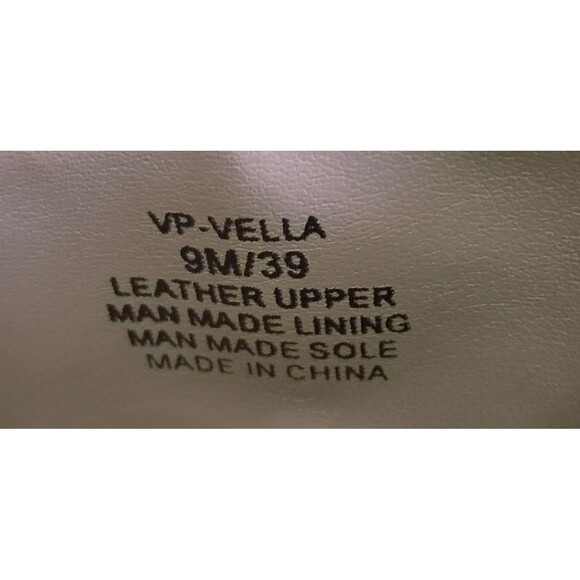 VP-VELLA
9M/39
LEATHER UPPER
MAN MADE LINING
MAN MADE SOLE
MADE IN CHINA